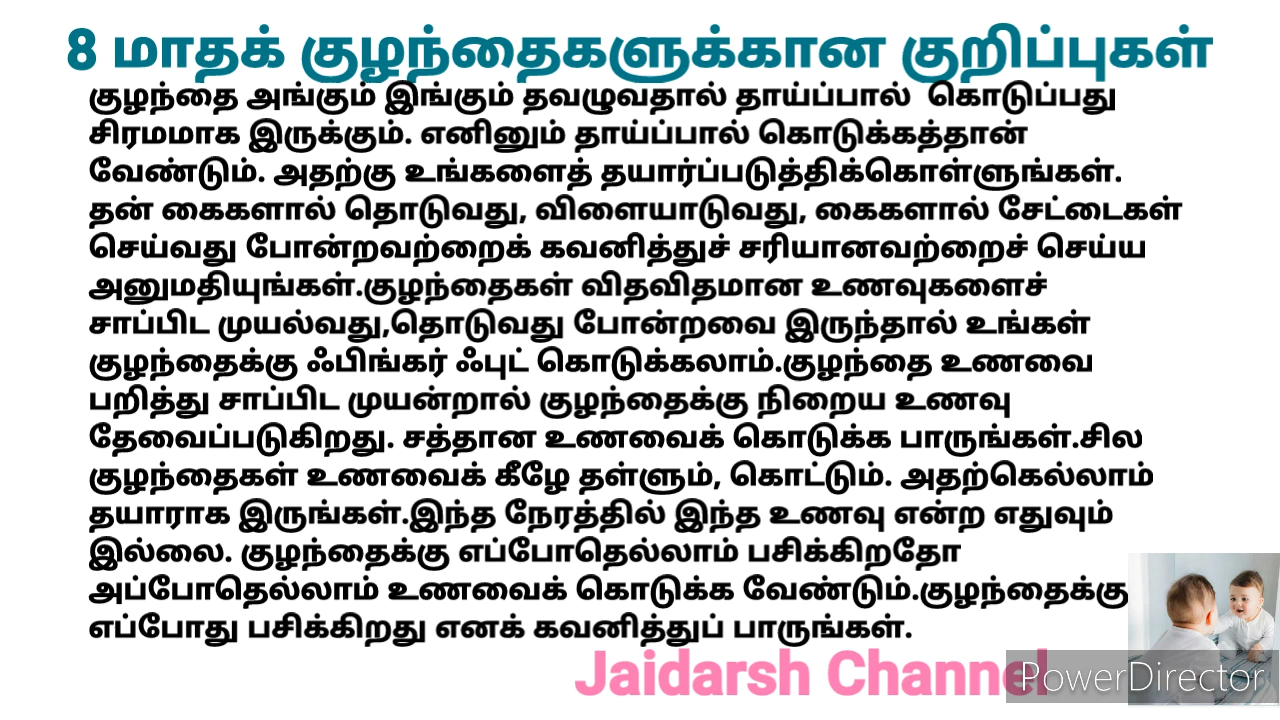 8 மாதக் குழந்தைகளுக்கான குறிப்புகள்
குழந்தை அங்கும் இங்கும் தவழுவதால் தாய்ப்பால் கொடுப்பது
சிரமமாக இருக்கும். எனினும் தாய்ப்பால் கொடுக்கத்தான்
வேண்டும். அதற்கு உங்களைத் தயார்ப்படுத்திக்கொள்ளுங்கள்.
தன் கைகளால் தொடுவது, விளையாடுவது, கைகளால் சேட்டைகள்
செய்வது போன்றவற்றைக் கவனித்துச் சரியானவற்றைச் செய்ய
அனுமதியுங்கள்.குழந்தைகள் விதவிதமான உணவுகளைச்
சாப்பிட முயல்வது,தொடுவது போன்றவை இருந்தால் உங்கள்
குழந்தைக்கு ஃபிங்கர் ஃபுட் கொடுக்கலாம்.குழந்தை உணவை
பறித்து சாப்பிட முயன்றால் குழந்தைக்கு நிறைய உணவு
தேவைப்படுகிறது. சத்தான உணவைக் கொடுக்க பாருங்கள்.சில
குழந்தைகள் உணவைக் கீழே தள்ளும், கொட்டும். அதற்கெல்லாம்
தயாராக இருங்கள்.இந்த நேரத்தில் இந்த உணவு என்ற எதுவும்
இல்லை. குழந்தைக்கு எப்போதெல்லாம் பசிக்கிறதோ
அப்போதெல்லாம் உணவைக் கொடுக்க வேண்டும்.குழந்தைக்கு
எப்போது பசிக்கிறது எனக் கவனித்துப் பாருங்கள்.
Jaidarsh Channel
PowerDirector